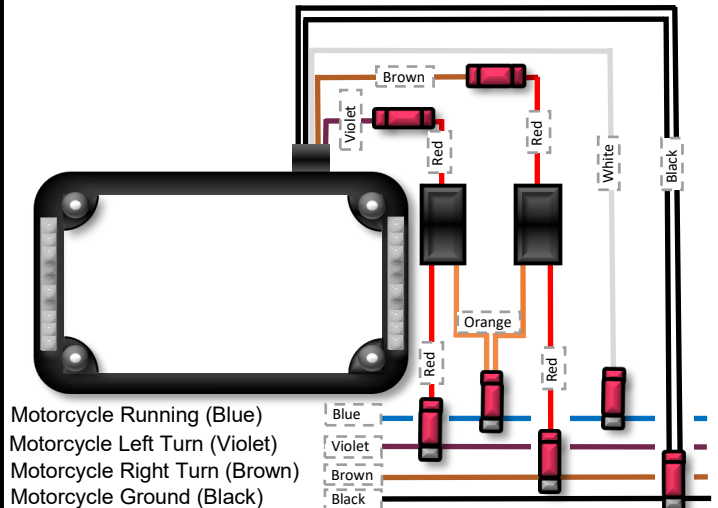 Brown
Violet
Red
Red
White
Black
Orange
Red
Red
Motorcycle Running (Blue)
Blue
Motorcycle Left Turn (Violet)
Violet
Motorcycle Right Turn (Brown)
Brown
Motorcycle Ground (Black)
Black